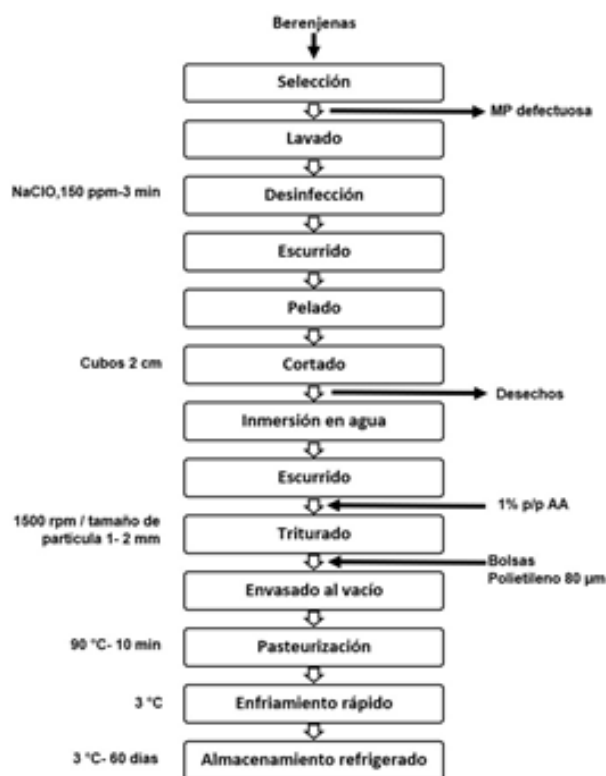 Berenjenas
Selección
MP defectuosa
Lavado
NaClO,150 ppm-3 min
Desinfección
Escurrido
Pelado
Cubos 2 cm
Cortado
Desechos
Inmersión en agua
Escurrido
1% p/p AA
1500 rpm / tamaño de
partícula 1- 2 mm
Triturado
Bolsas
Polietileno 80 µm
Envasado al vacío
90 °C- 10 min
Pasteurización
3 °C
Enfriamiento rápido
3 °C- 60 días
Almacenamiento refrigerado